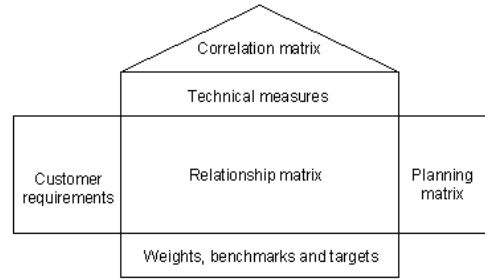 Correlation matrix
Technical measures
Customer
requirements
Relationship matrix
Planning
matrix
Weights, benchmarks and targets